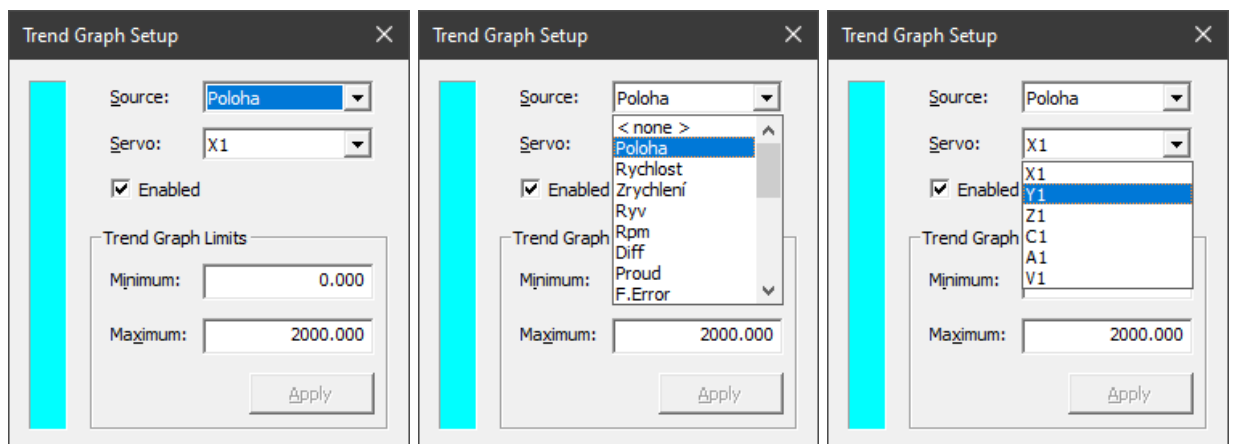 Trend Graph Setup
Source: Poloha
Servo: X1
Enabled
Trend Graph Limits
Minimum: 0.000
Maximum: 2000.000
Apply
Trend Graph Setup
Source: Poloha
< none >
Servo: Poloha
Rychlost
Enabled Zrychlení
Ryv
Trend Graph Rpm
Diff
Minimum: Proud
F.Error
Maximum: 2000.000
Apply
Trend Graph Setup
Source: Poloha
Servo: X1
X1
Enabled Y1
Z1
Trend Graph C1
A1
Minimum: V1
Maximum: 2000.000
Apply